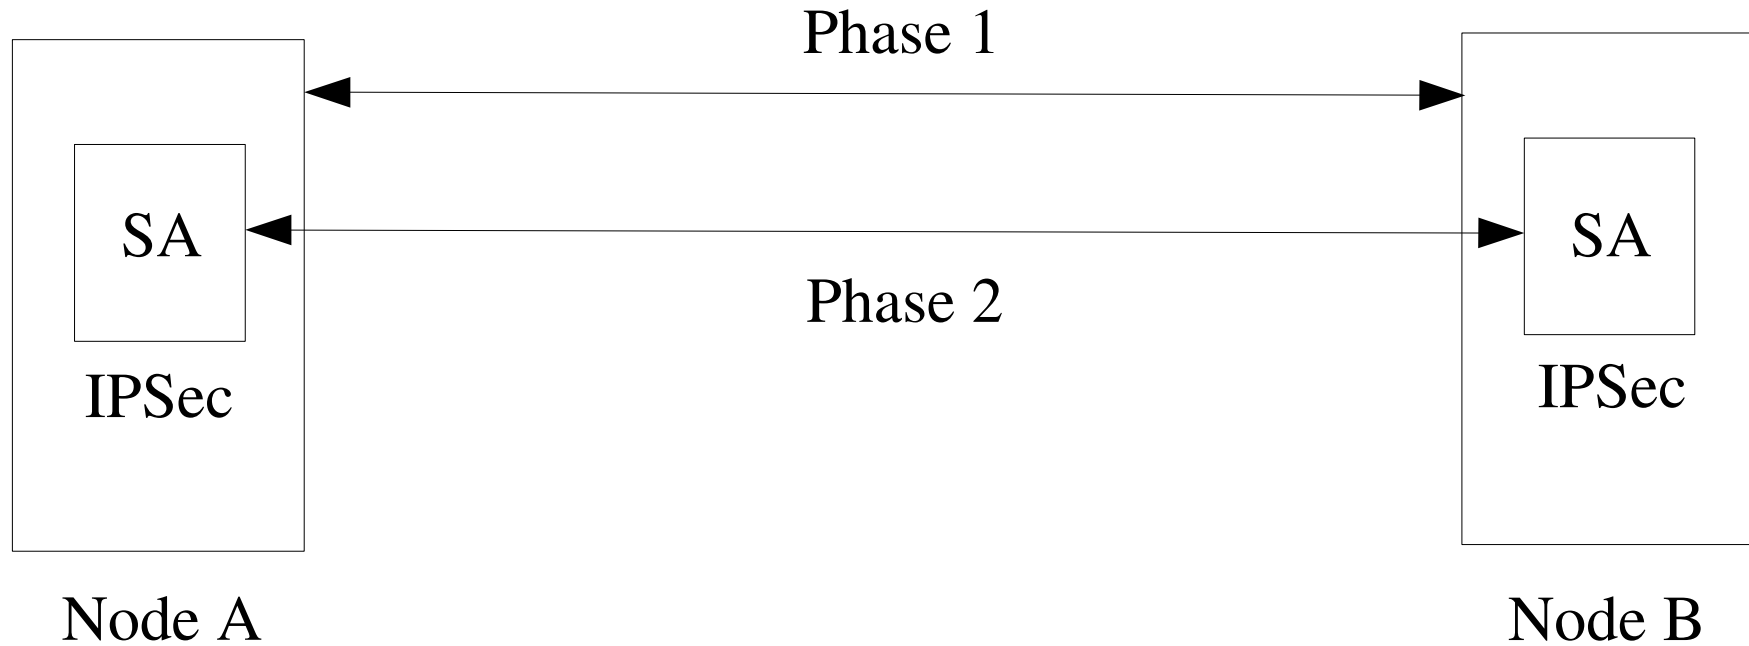 Phase 1
SA
SA
Phase 2
IPSec
IPSec
Node A
Node B